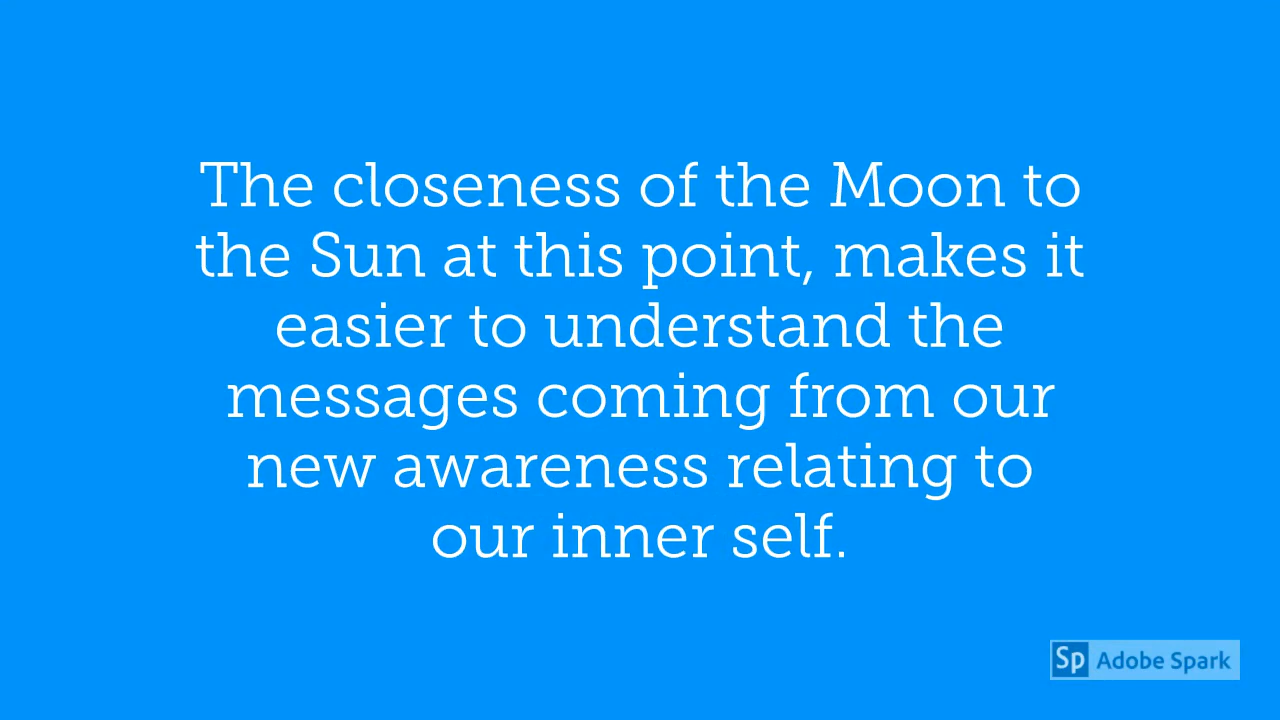 The closeness of the Moon to
the Sun at this point, makes it
easier to understand the
messages coming from our
new awareness relating to
our inner self.
Sp Adobe Spark